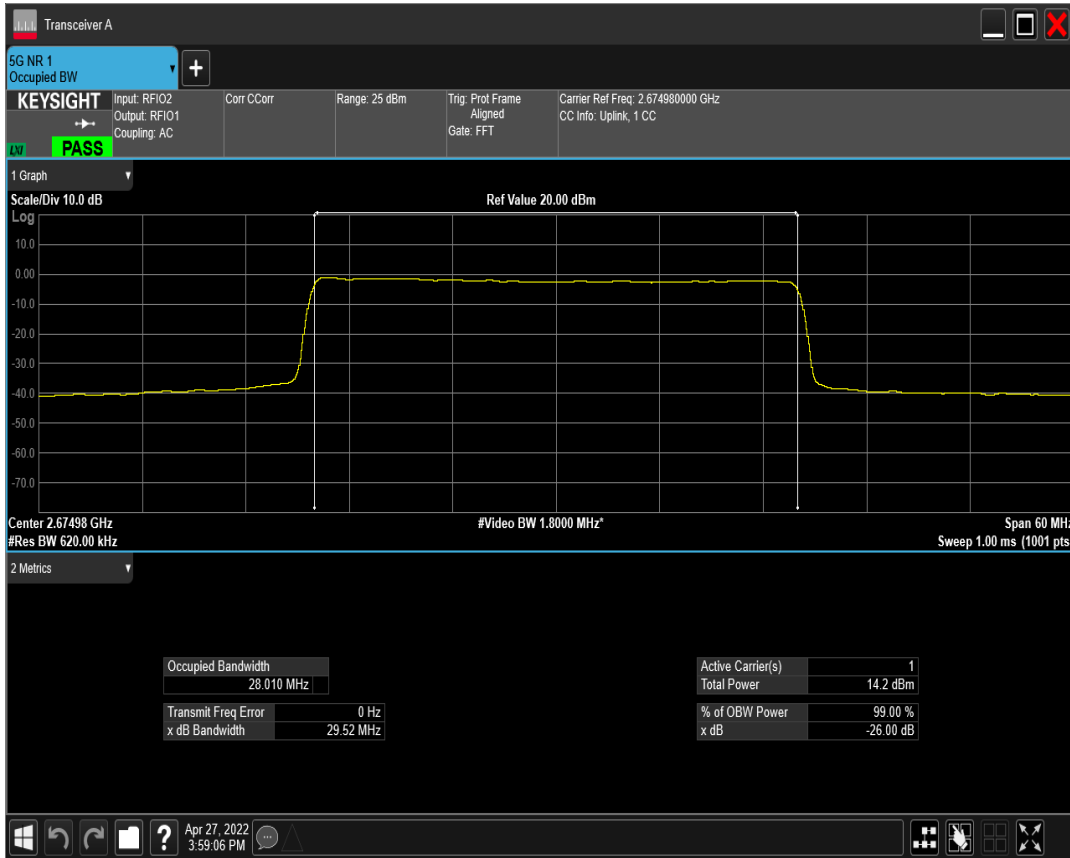 Transceiver A
5G NR 1
Occupied BW
KEYSIGHT
LXI
PASS
Input: RFIO2
Output: RFIO1
Coupling: AC
Corr CCorr
Range: 25 dBm
Trig: Prot Frame
Aligned
Gate: FFT
Carrier Ref Freq: 2.674980000 GHz
CC Info: Uplink, 1 CC
1 Graph
Scale/Div 10.0 dB
Ref Value 20.00 dBm
Log
10.0
0.00
-10.0
-20.0
-30.0
-40.0
-50.0
-60.0
-70.0
Center 2.67498 GHz
#Video BW 1.8000 MHz*
Span 60 MHz
#Res BW 620.00 kHz
Sweep 1.00 ms (1001 pts
2 Metrics
Occupied Bandwidth
28.010 MHz
Transmit Freq Error 0 Hz
x dB Bandwidth 29.52 MHz
Active Carrier(s) 1
Total Power 14.2 dBm
% of OBW Power 99.00 %
x dB -26.00 dB
?
Apr 27, 2022
3:59:06 PM